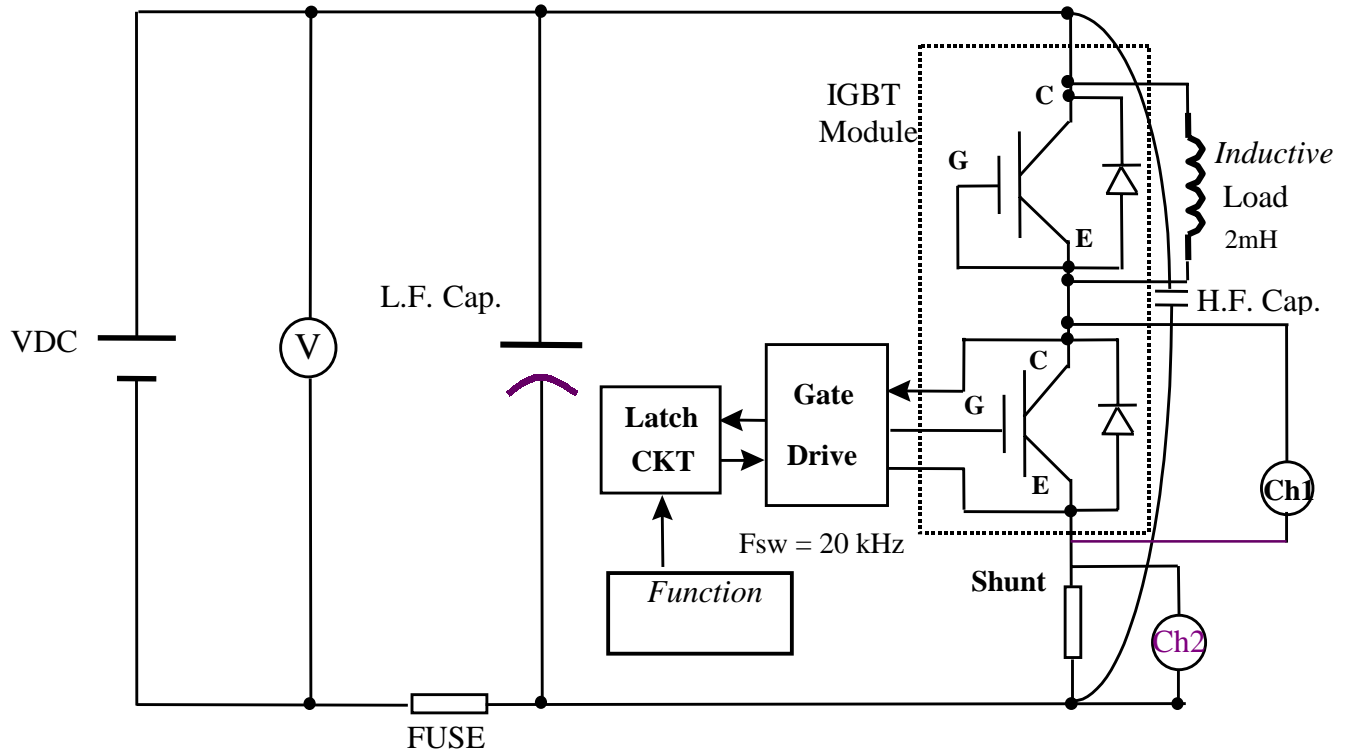 IGBT
Module
C
G
E
Inductive
Load
2mH
H.F. Cap.
L.F. Cap.
VDC
V
Latch
CKT
Gate
Drive
C
G
E
Ch1
Fsw = 20 kHz
Function
Shunt
Ch2
FUSE